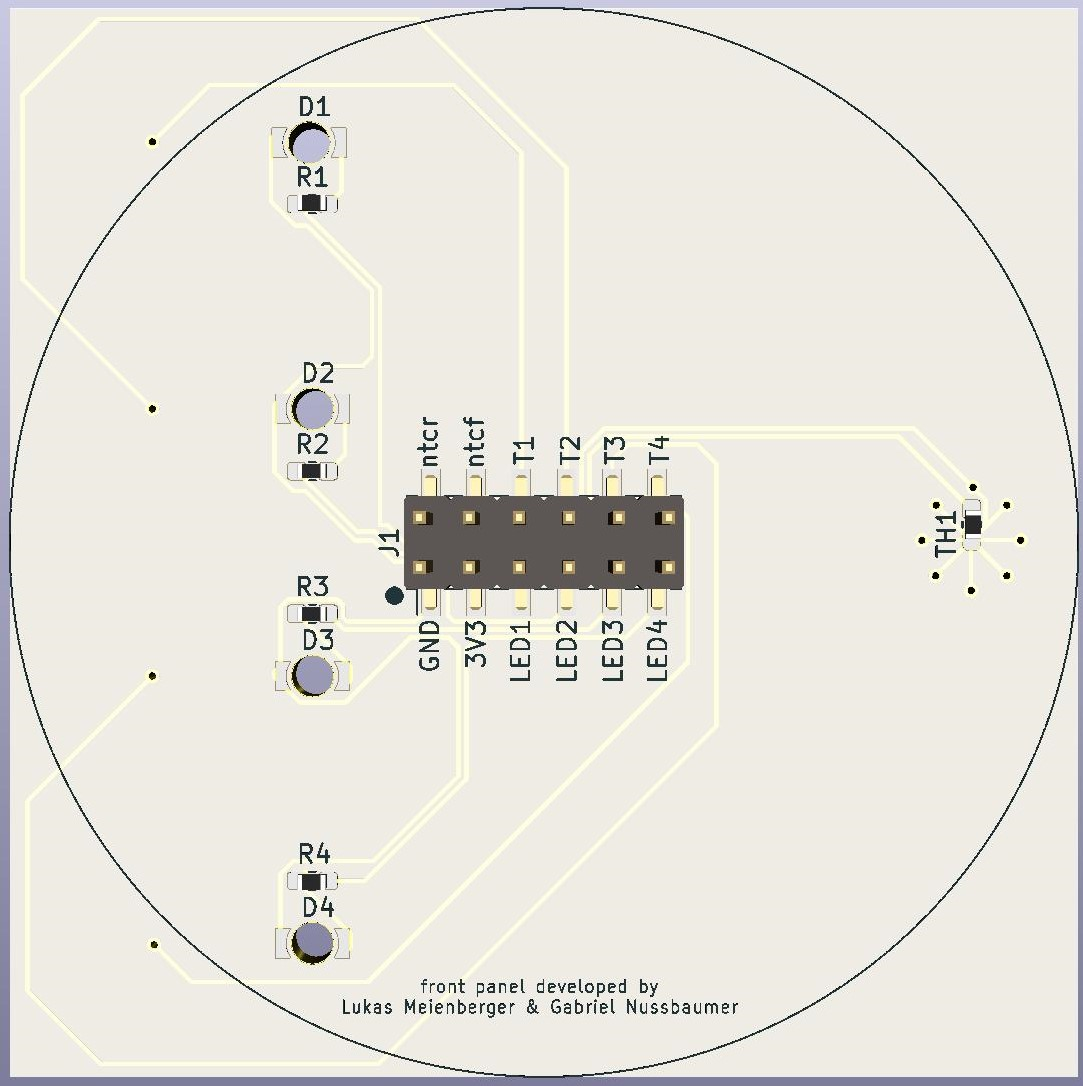 D1
R1
D2
R2
ntcr
ntcf
T1
T2
T3
T4
J1
TH1
R3
D3
GND
3V3
LED1
LED2
LED3
LED4
R4
D4
front panel developed by
Lukas Meienberger & Gabriel Nussbaumer